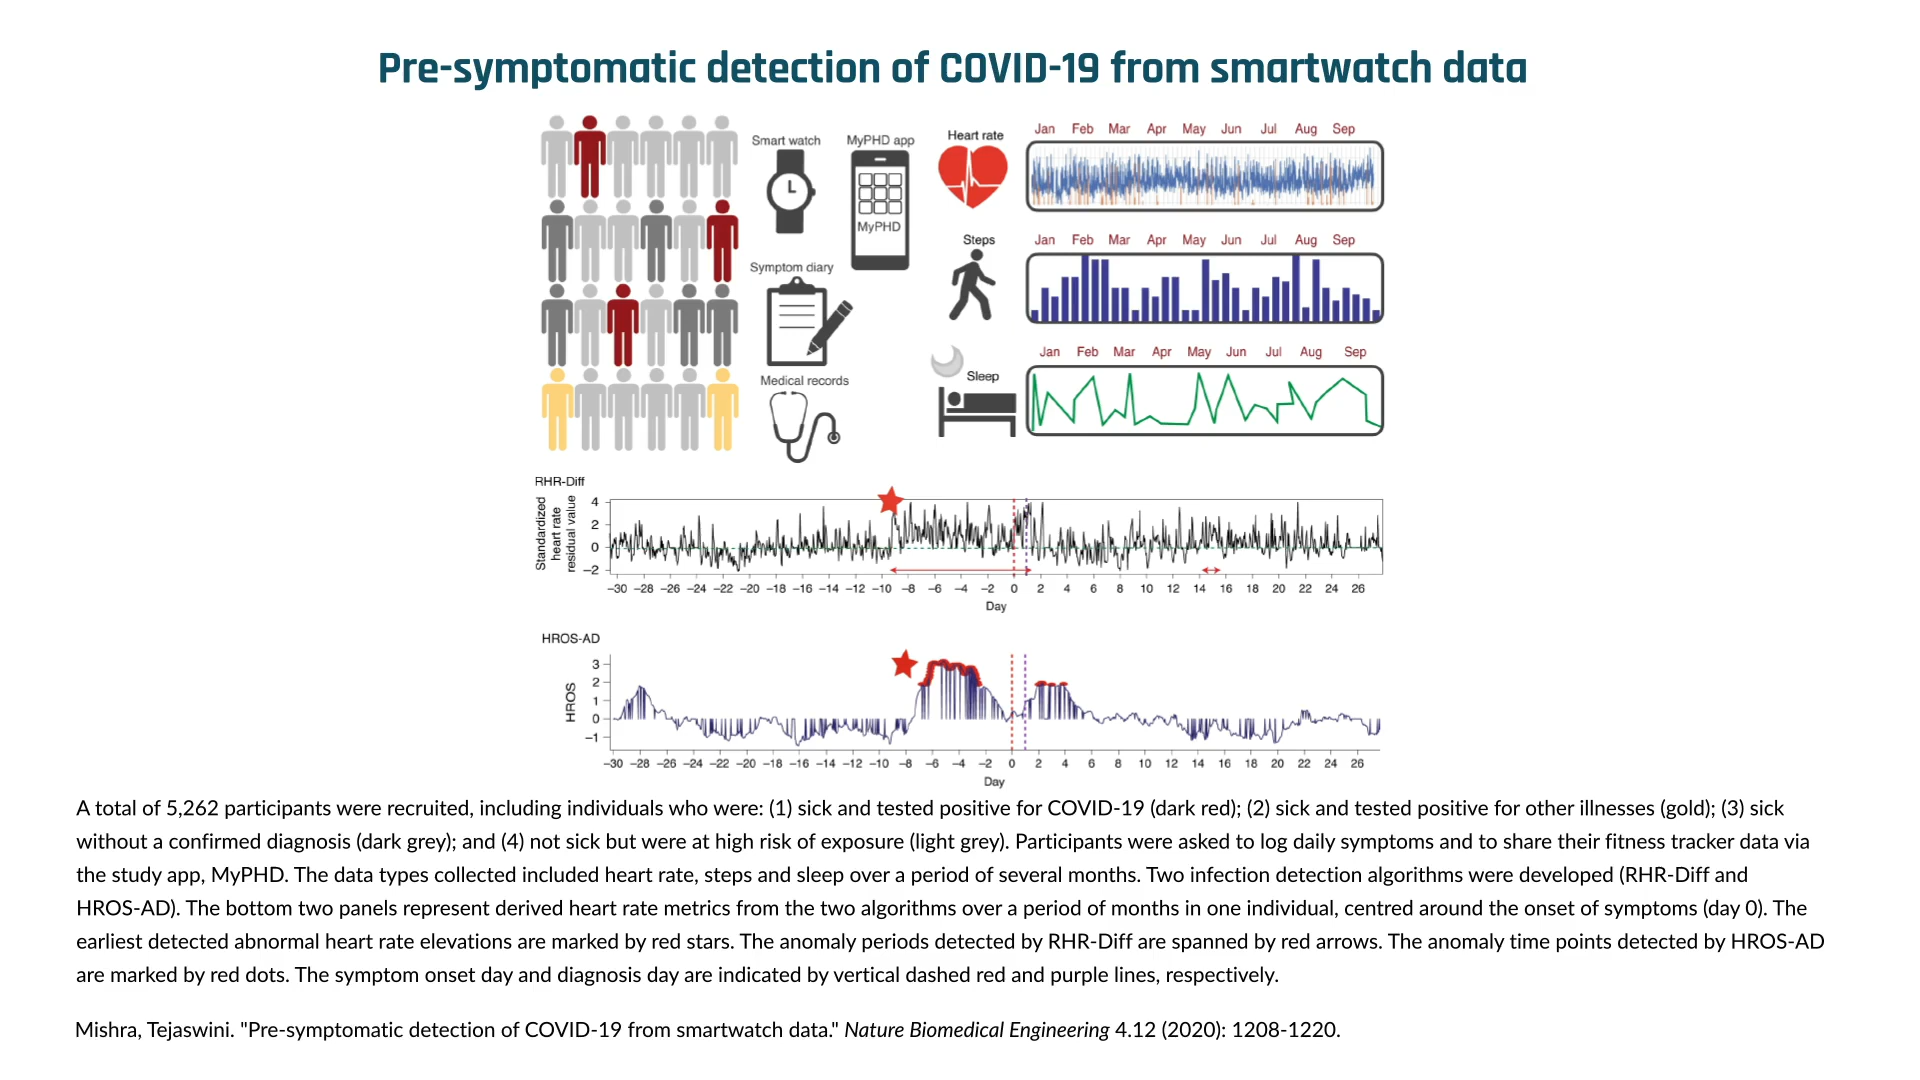 Pre-symptomatic detection of COVID-19 from smartwatch data
Smart watch
MyPHD app
MyPHD
Symptom diary
Medical records
Heart rate
Jan Feb Mar Apr May Jun Jul Aug Sep
Steps
Jan Feb Mar Apr May Jun Jul Aug Sep
Sleep
Jan Feb Mar Apr May Jun Jul Aug Sep
RHR-Diff
Standardized
heart rate
residual value
4
2
0
−2
−30 −28 −26 −24 −22 −20 −18 −16 −14 −12 −10 −8 −6 −4 −2 0 2 4 6 8 10 12 14 16 18 20 22 24 26
Day
HROS-AD
HROS
3
2
1
0
−1
−30 −28 −26 −24 −22 −20 −18 −16 −14 −12 −10 −8 −6 −4 −2 0 2 4 6 8 10 12 14 16 18 20 22 24 26
Day
A total of 5,262 participants were recruited, including individuals who were: (1) sick and tested positive for COVID-19 (dark red); (2) sick and tested positive for other illnesses (gold); (3) sick
without a confirmed diagnosis (dark grey); and (4) not sick but were at high risk of exposure (light grey). Participants were asked to log daily symptoms and to share their fitness tracker data via
the study app, MyPHD. The data types collected included heart rate, steps and sleep over a period of several months. Two infection detection algorithms were developed (RHR-Diff and
HROS-AD). The bottom two panels represent derived heart rate metrics from the two algorithms over a period of months in one individual, centred around the onset of symptoms (day 0). The
earliest detected abnormal heart rate elevations are marked by red stars. The anomaly periods detected by RHR-Diff are spanned by red arrows. The anomaly time points detected by HROS-AD
are marked by red dots. The symptom onset day and diagnosis day are indicated by vertical dashed red and purple lines, respectively.
Mishra, Tejaswini. "Pre-symptomatic detection of COVID-19 from smartwatch data." Nature Biomedical Engineering 4.12 (2020): 1208-1220.